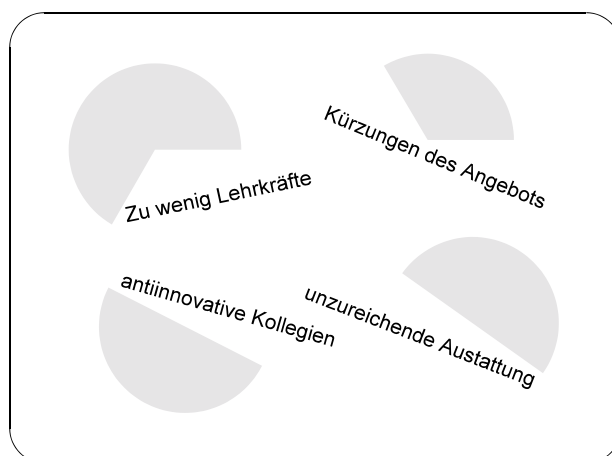 Kürzungen des Angebots
Zu wenig Lehrkräfte
antiinnovative Kollegien
unzureichende Austattung